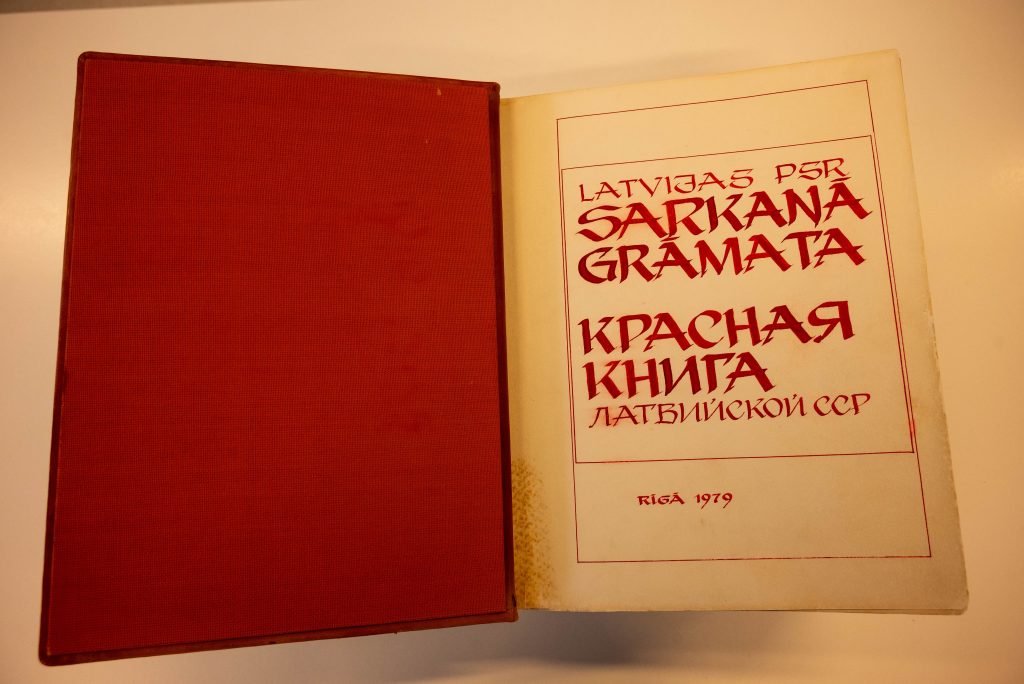 LATVIJAS PSR
SARKANĀ
GRĀMATA
КРАСНАЯ
КНИГА
ЛАТВИЙСКОЙ ССР
RĪGĀ 1979